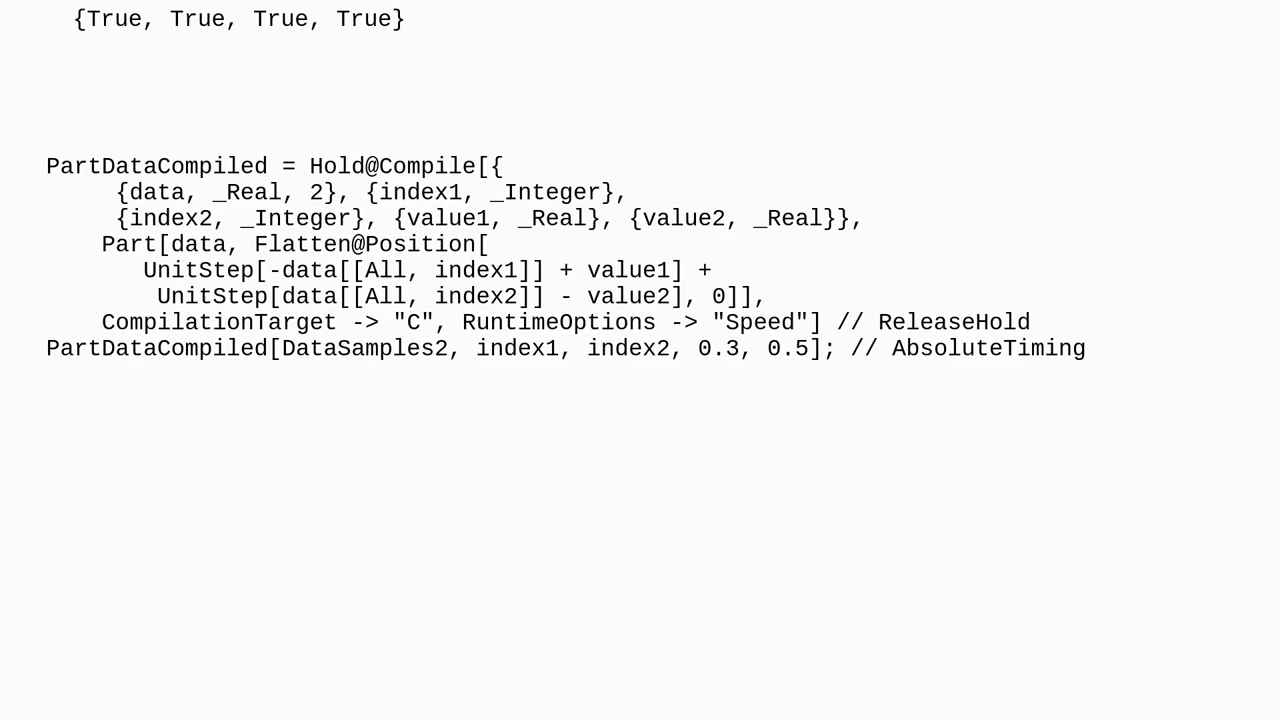 {True, True, True, True}
PartDataCompiled = Hold@Compile[{
{data, _Real, 2}, {index1, _Integer},
{index2, _Integer}, {value1, _Real}, {value2, _Real}},
Part[data, Flatten@Position[
UnitStep[-data[[All, index1]] + value1] +
UnitStep[data[[All, index2]] - value2], 0]],
CompilationTarget -> "C", RuntimeOptions -> "Speed"] // ReleaseHold
PartDataCompiled[DataSamples2, index1, index2, 0.3, 0.5]; // AbsoluteTiming